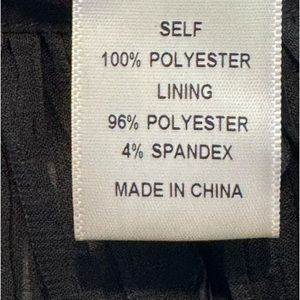 SELF
100% POLYESTER
LINING
96% POLYESTER
4% SPANDEX
MADE IN CHINA